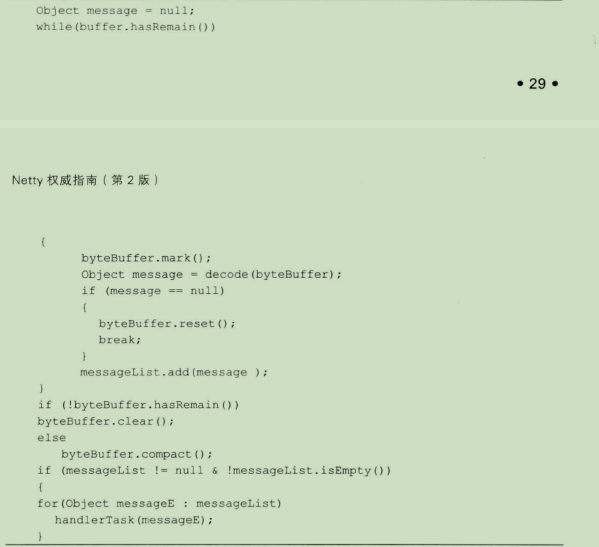 Object message = null;
while(buffer.hasRemain())
• 29 •
Netty 权威指南（第 2 版）
{
byteBuffer.mark();
Object message = decode(byteBuffer);
if (message == null)
{
byteBuffer.reset();
break;
}
messageList.add(message );
}
if (!byteBuffer.hasRemain())
byteBuffer.clear();
else
byteBuffer.compact();
if (messageList != null & !messageList.isEmpty())
{
for(Object messageE : messageList)
handlerTask(messageE);
}